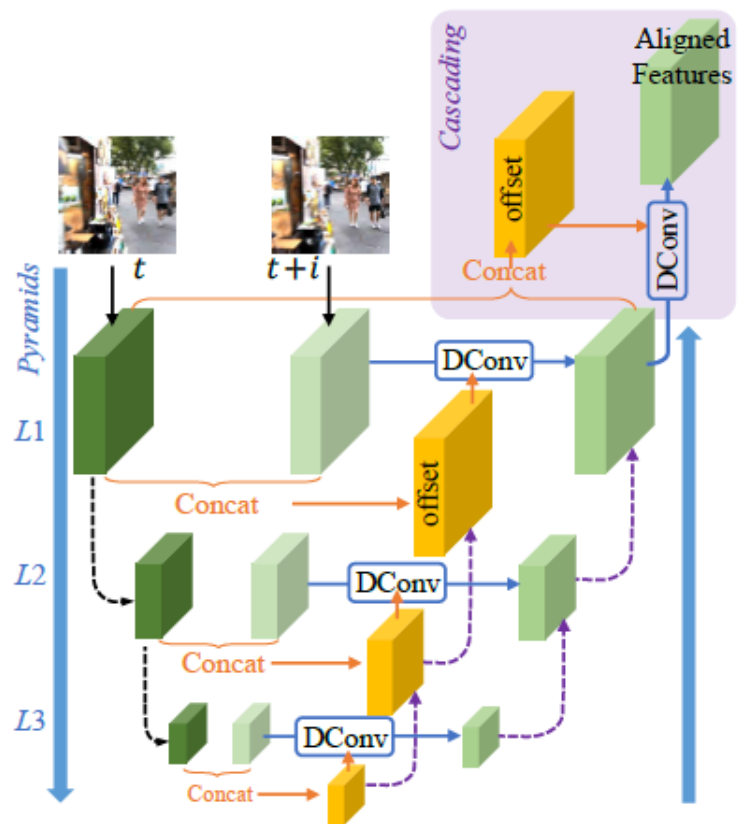 Cascading
Aligned
Features
offset
DConv
Concat
t
t+i
Pyramids
L1
DConv
offset
Concat
L2
DConv
Concat
L3
DConv
Concat